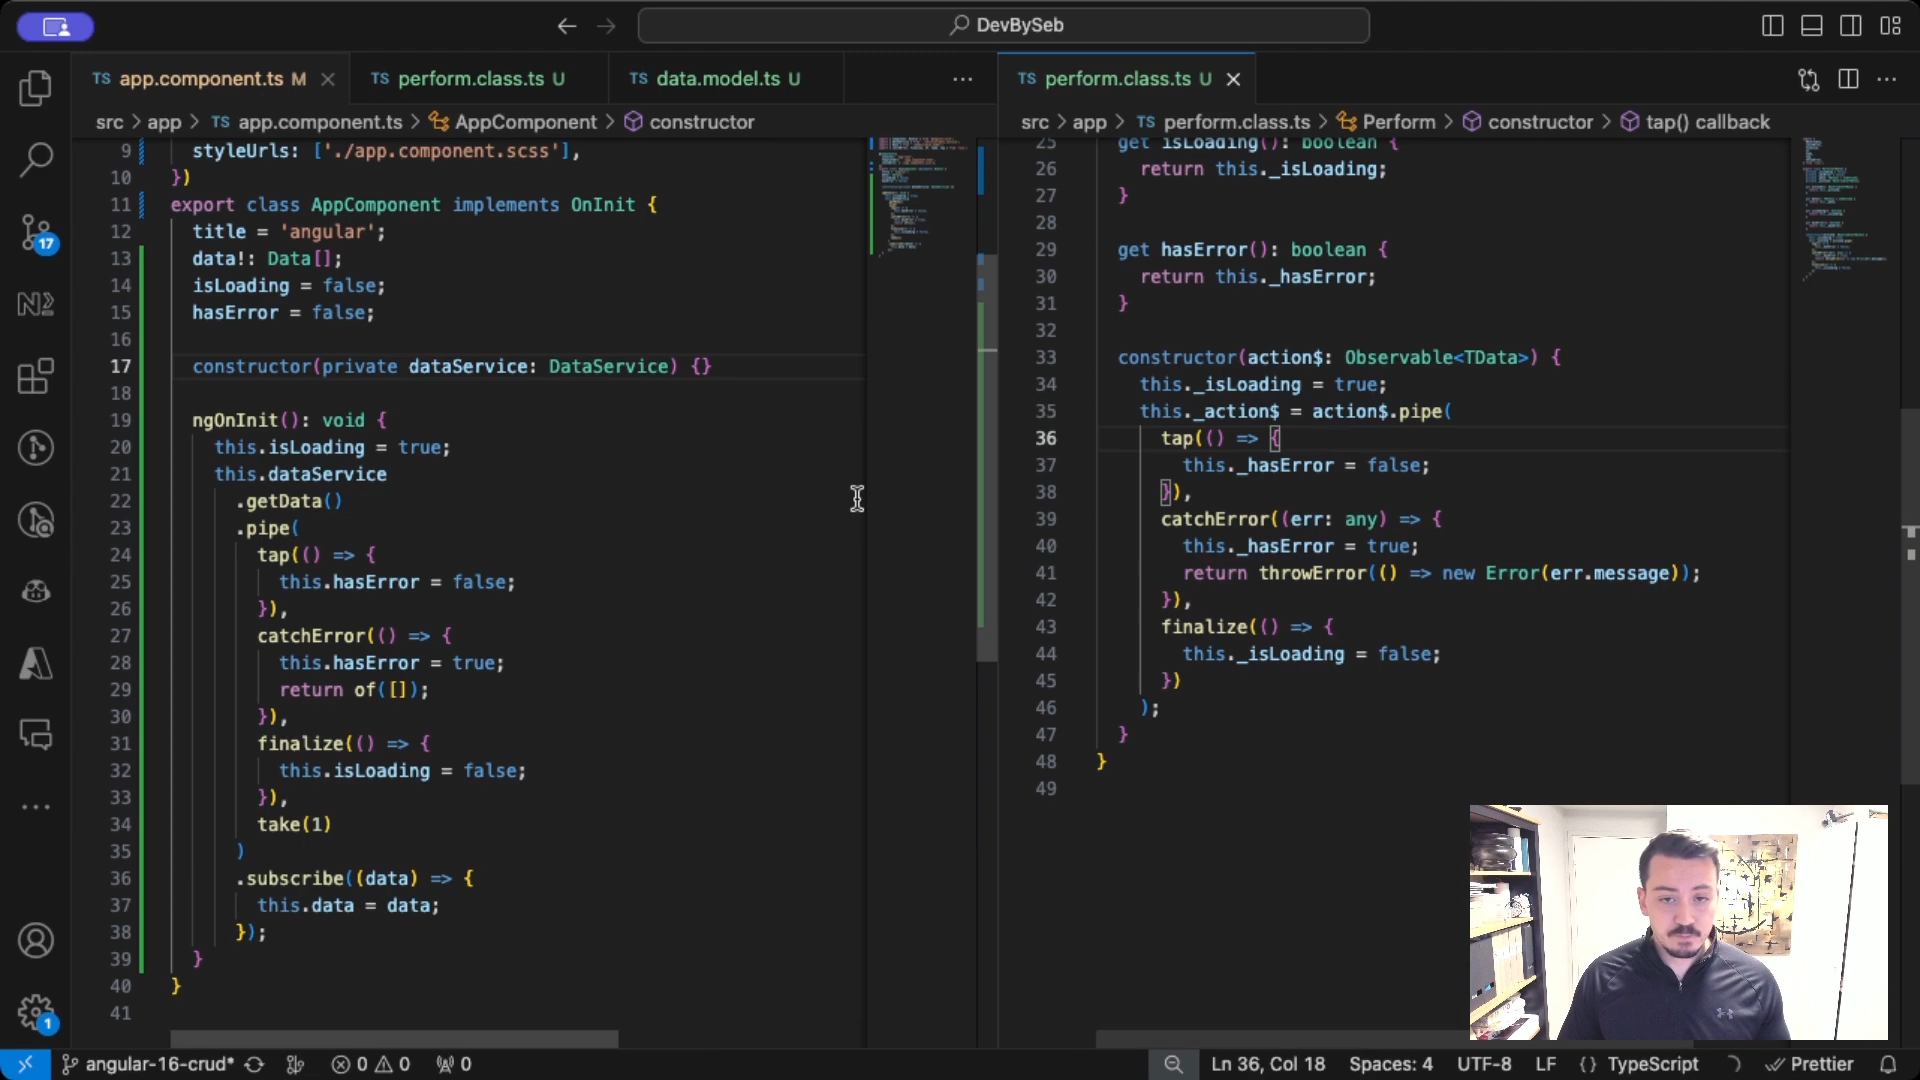 DevBySeb
TS app.component.ts M
TS perform.class.ts U
TS data.model.ts U
TS perform.class.ts U
src > app > TS app.component.ts > AppComponent > constructor
9 styleUrls: ['./app.component.scss'],
10 })
11 export class AppComponent implements OnInit {
12 title = 'angular';
13 data!: Data[];
14 isLoading = false;
15 hasError = false;
16
17 constructor(private dataService: DataService) {}
18
19 ngOnInit(): void {
20 this.isLoading = true;
21 this.dataService
22 .getData()
23 .pipe(
24 tap(() => {
25 this.hasError = false;
26 }),
27 catchError(() => {
28 this.hasError = true;
29 return of([]);
30 }),
31 finalize(() => {
32 this.isLoading = false;
33 }),
34 take(1)
35 )
36 .subscribe((data) => {
37 this.data = data;
38 });
39 }
40 }
41
src > app > TS perform.class.ts > Perform > constructor > tap() callback
25 get isLoading(): boolean {
26 return this._isLoading;
27 }
28
29 get hasError(): boolean {
30 return this._hasError;
31 }
32
33 constructor(action$: Observable<TData>) {
34 this._isLoading = true;
35 this._action$ = action$.pipe(
36 tap(() => {
37 this._hasError = false;
38 }),
39 catchError((err: any) => {
40 this._hasError = true;
41 return throwError(() => new Error(err.message));
42 }),
43 finalize(() => {
44 this._isLoading = false;
45 })
46 );
47 }
48 }
49
17
1
angular-16-crud*
0 0
0
Ln 36, Col 18
Spaces: 4
UTF-8
LF
{} TypeScript
Prettier